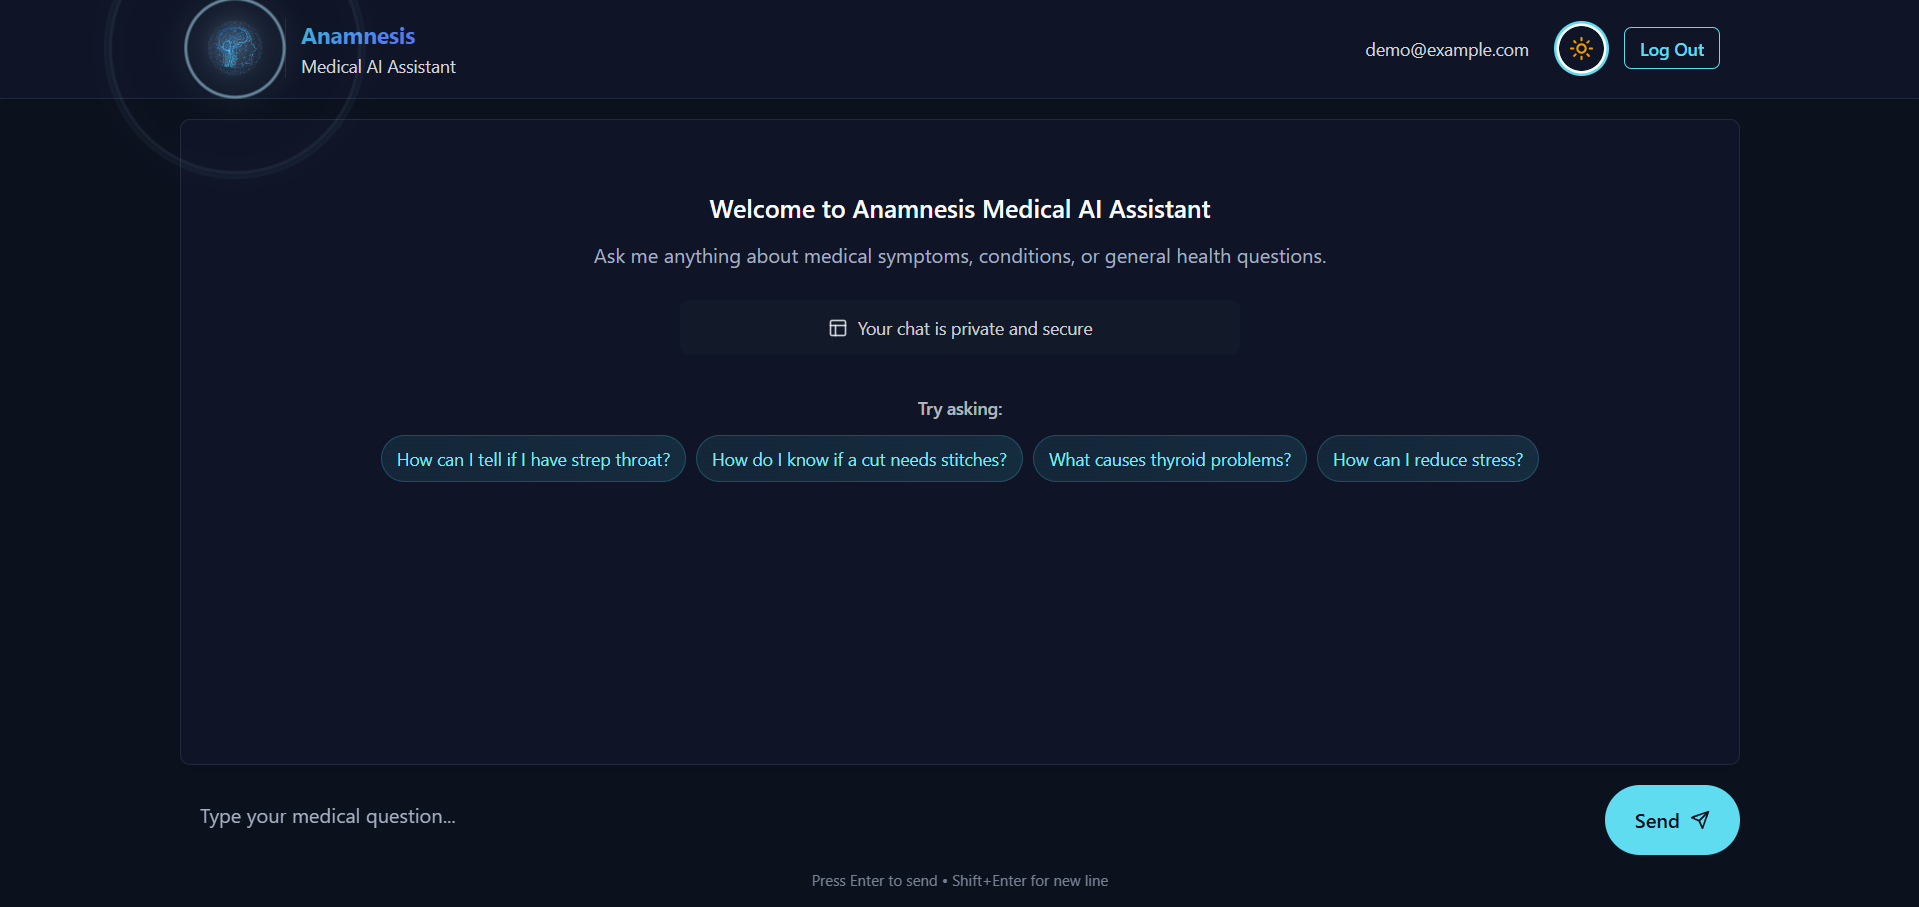 Anamnesis
Medical AI Assistant
demo@example.com
Log Out
Welcome to Anamnesis Medical AI Assistant
Ask me anything about medical symptoms, conditions, or general health questions.
Your chat is private and secure
Try asking:
How can I tell if I have strep throat?
How do I know if a cut needs stitches?
What causes thyroid problems?
How can I reduce stress?
Type your medical question...
Send
Press Enter to send • Shift+Enter for new line